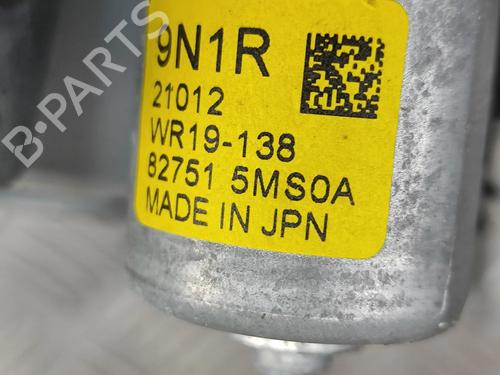 9N1R
21012
WR19-138
82751 5MS0A
MADE IN JPN
B-PARTS